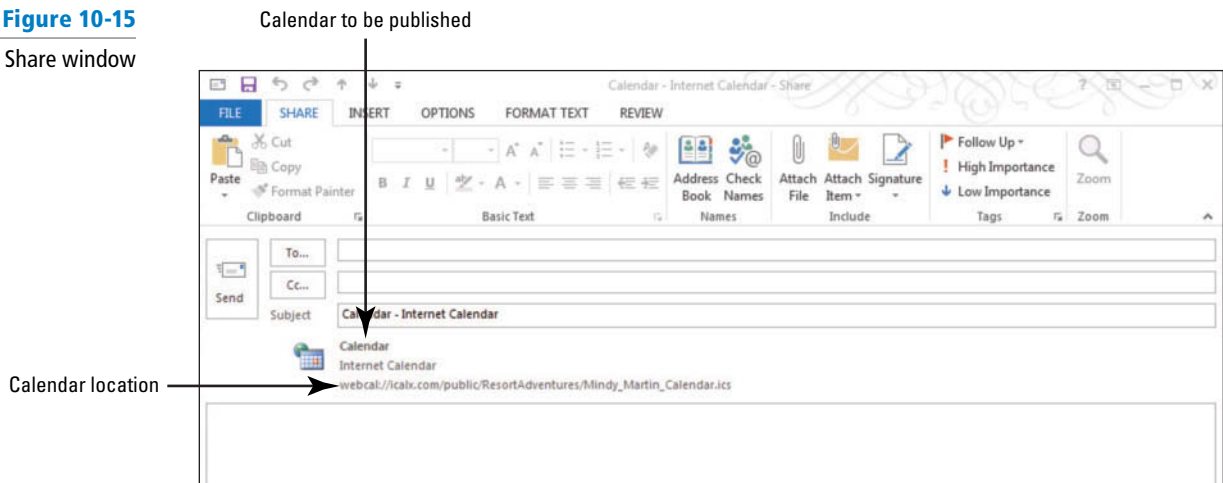 Figure 10-15
Share window
Calendar to be published
Calendar - Internet Calendar - Share
FILE SHARE INSERT OPTIONS FORMAT TEXT REVIEW
Paste
Cut
Copy
Format Painter
Clipboard
B I U
Basic Text
Address Book
Check Names
Names
Attach File
Attach Item
Signature
Include
Follow Up
High Importance
Low Importance
Tags
Zoom
Zoom
Send
To...
Cc...
Subject
Calendar - Internet Calendar
Calendar
Internet Calendar
Calendar location
webcal://icalx.com/public/ResortAdventures/Mindy_Martin_Calendar.ics